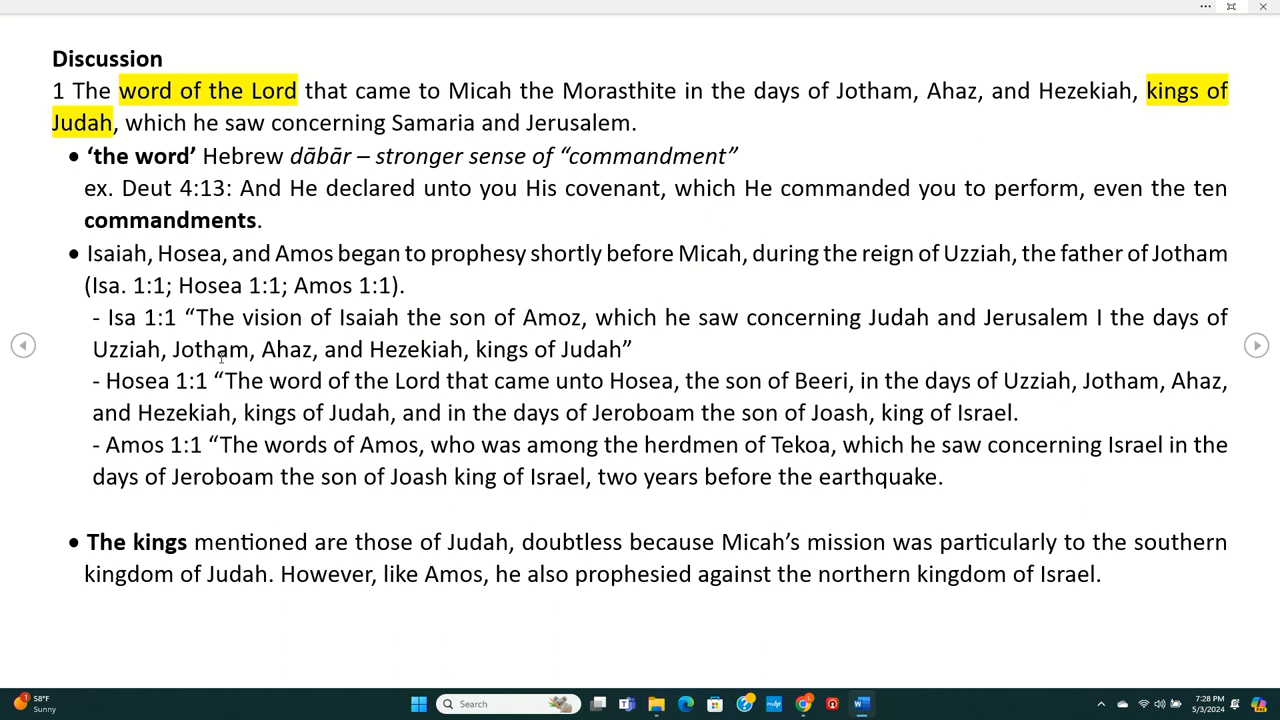 Discussion
1 The word of the Lord that came to Micah the Morasthite in the days of Jotham, Ahaz, and Hezekiah, kings of
Judah, which he saw concerning Samaria and Jerusalem.
• ‘the word’ Hebrew dābār – stronger sense of “commandment”
ex. Deut 4:13: And He declared unto you His covenant, which He commanded you to perform, even the ten
commandments.
• Isaiah, Hosea, and Amos began to prophesy shortly before Micah, during the reign of Uzziah, the father of Jotham
(Isa. 1:1; Hosea 1:1; Amos 1:1).
- Isa 1:1 “The vision of Isaiah the son of Amoz, which he saw concerning Judah and Jerusalem I the days of
Uzziah, Jotham, Ahaz, and Hezekiah, kings of Judah”
- Hosea 1:1 “The word of the Lord that came unto Hosea, the son of Beeri, in the days of Uzziah, Jotham, Ahaz,
and Hezekiah, kings of Judah, and in the days of Jeroboam the son of Joash, king of Israel.
- Amos 1:1 “The words of Amos, who was among the herdmen of Tekoa, which he saw concerning Israel in the
days of Jeroboam the son of Joash king of Israel, two years before the earthquake.
• The kings mentioned are those of Judah, doubtless because Micah’s mission was particularly to the southern
kingdom of Judah. However, like Amos, he also prophesied against the northern kingdom of Israel.
1
58°F
Sunny
Search
7:28 PM
5/3/2024